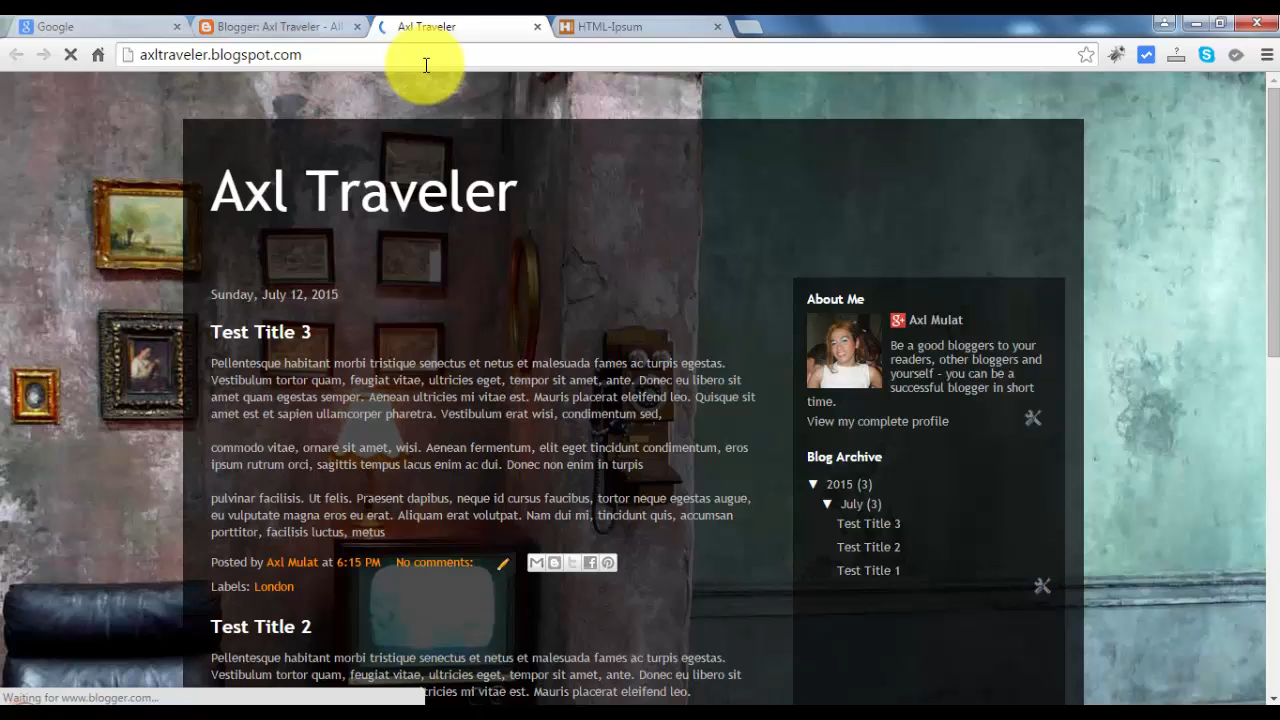 Google
Blogger: Axl Traveler - All
Axl Traveler
HTML-Ipsum
axltraveler.blogspot.com
Axl Traveler
Sunday, July 12, 2015
Test Title 3
Pellentesque habitant morbi tristique senectus et netus et malesuada fames ac turpis egestas.
Vestibulum tortor quam, feugiat vitae, ultricies eget, tempor sit amet, ante. Donec eu libero sit
amet quam egestas semper. Aenean ultricies mi vitae est. Mauris placerat eleifend leo. Quisque sit
amet est et sapien ullamcorper pharetra. Vestibulum erat wisi, condimentum sed,
commodo vitae, ornare sit amet, wisi. Aenean fermentum, elit eget tincidunt condimentum, eros
ipsum rutrum orci, sagittis tempus lacus enim ac dui. Donec non enim in turpis
pulvinar facilisis. Ut felis. Praesent dapibus, neque id cursus faucibus, tortor neque egestas augue,
eu vulputate magna eros eu erat. Aliquam erat volutpat. Nam dui mi, tincidunt quis, accumsan
porttitor, facilisis luctus, metus
Posted by Axl Mulat at 6:15 PM No comments:
Labels: London
Test Title 2
Pellentesque habitant morbi tristique senectus et netus et malesuada fames ac turpis egestas.
Vestibulum tortor quam, feugiat vitae, ultricies eget, tempor sit amet, ante. Donec eu libero sit
tricies mi vitae est. Mauris placerat eleifend leo.
About Me
Axl Mulat
Be a good bloggers to your
readers, other bloggers and
yourself - you can be a
successful blogger in short
time.
View my complete profile
Blog Archive
▼ 2015 (3)
▼ July (3)
Test Title 3
Test Title 2
Test Title 1
Waiting for www.blogger.com...